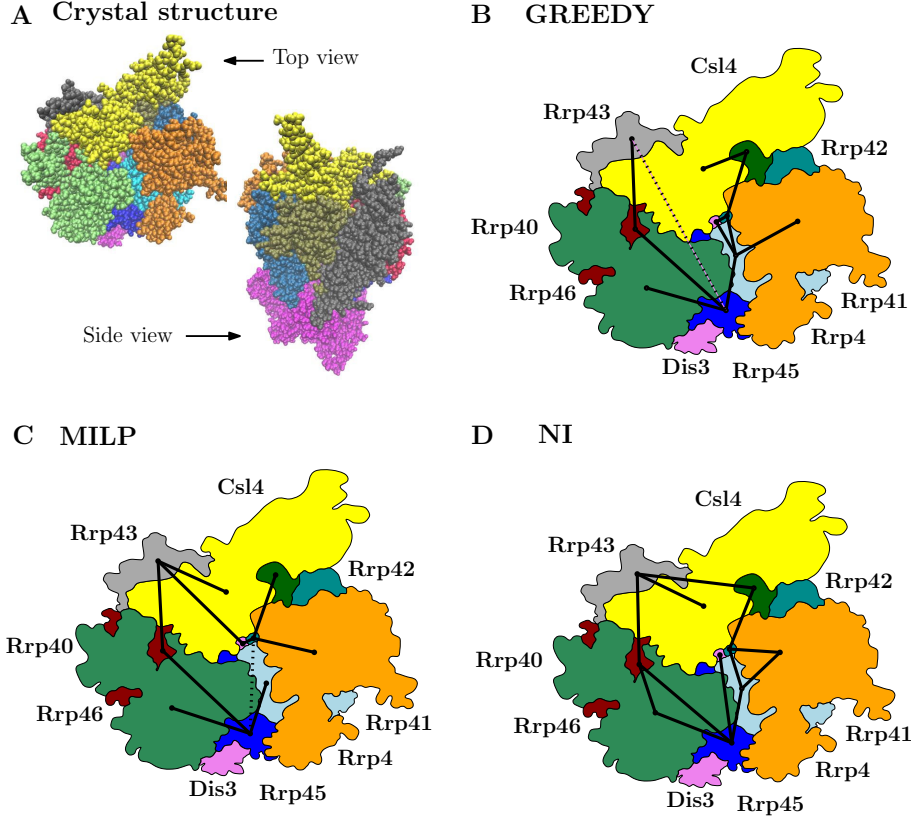 A Crystal structure
Top view
Side view
B GREEDY
Csl4
Rrp43
Rrp42
Rrp40
Rrp46
Rrp41
Rrp4
Dis3
Rrp45
C MILP
Csl4
Rrp43
Rrp42
Rrp40
Rrp46
Rrp41
Rrp4
Dis3
Rrp45
D NI
Csl4
Rrp43
Rrp42
Rrp40
Rrp46
Rrp41
Rrp4
Dis3
Rrp45